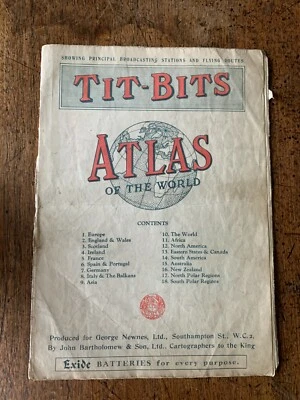 SHOWING PRINCIPAL BROADCASTING STATIONS AND FLYING ROUTES
TIT-BITS
ATLAS
OF THE WORLD
CONTENTS
1. Europe
2. England & Wales
3. Scotland
4. Ireland
5. France
6. Spain & Portugal
7. Germany
8. Italy & The Balkans
9. Asia
10. The World
11. Africa
12. North America
13. Eastern States & Canada
14. South America
15. Australia
16. New Zealand
17. North Polar Regions
18. South Polar Regions
Produced for George Newnes, Ltd., Southampton St., W.C.2,
By John Bartholomew & Son, Ltd., Cartographers to the King
Exide BATTERIES for every purpose.